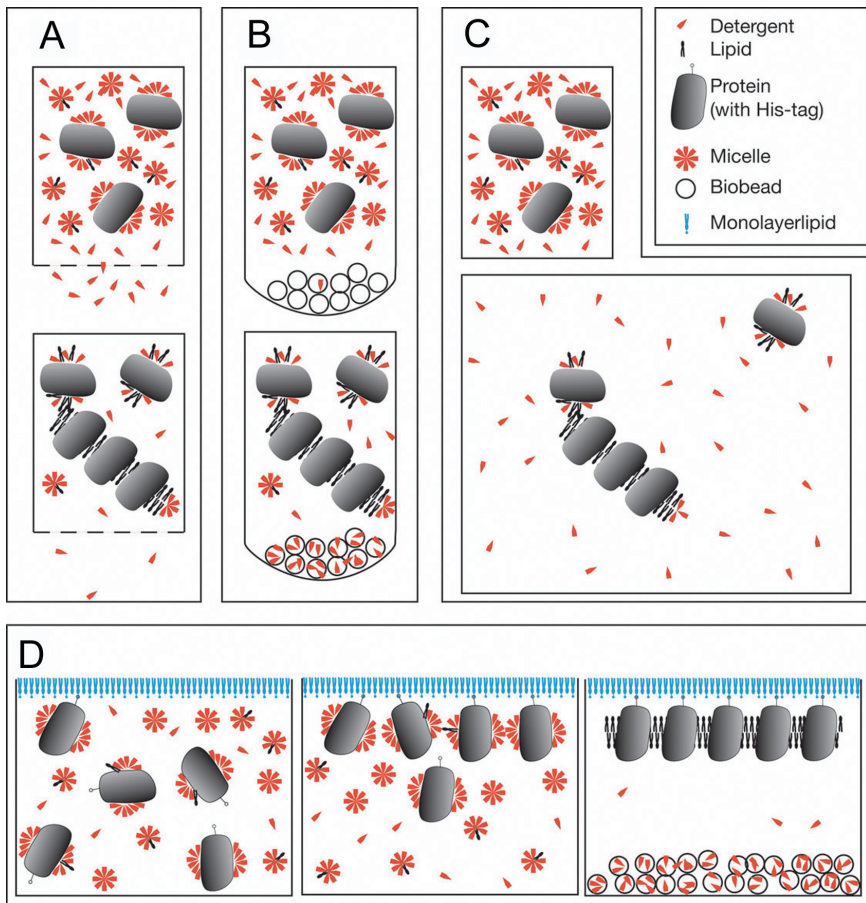 A
B
C
Detergent
Lipid
Protein
(with His-tag)
Micelle
Biobead
Monolayerlipid
D